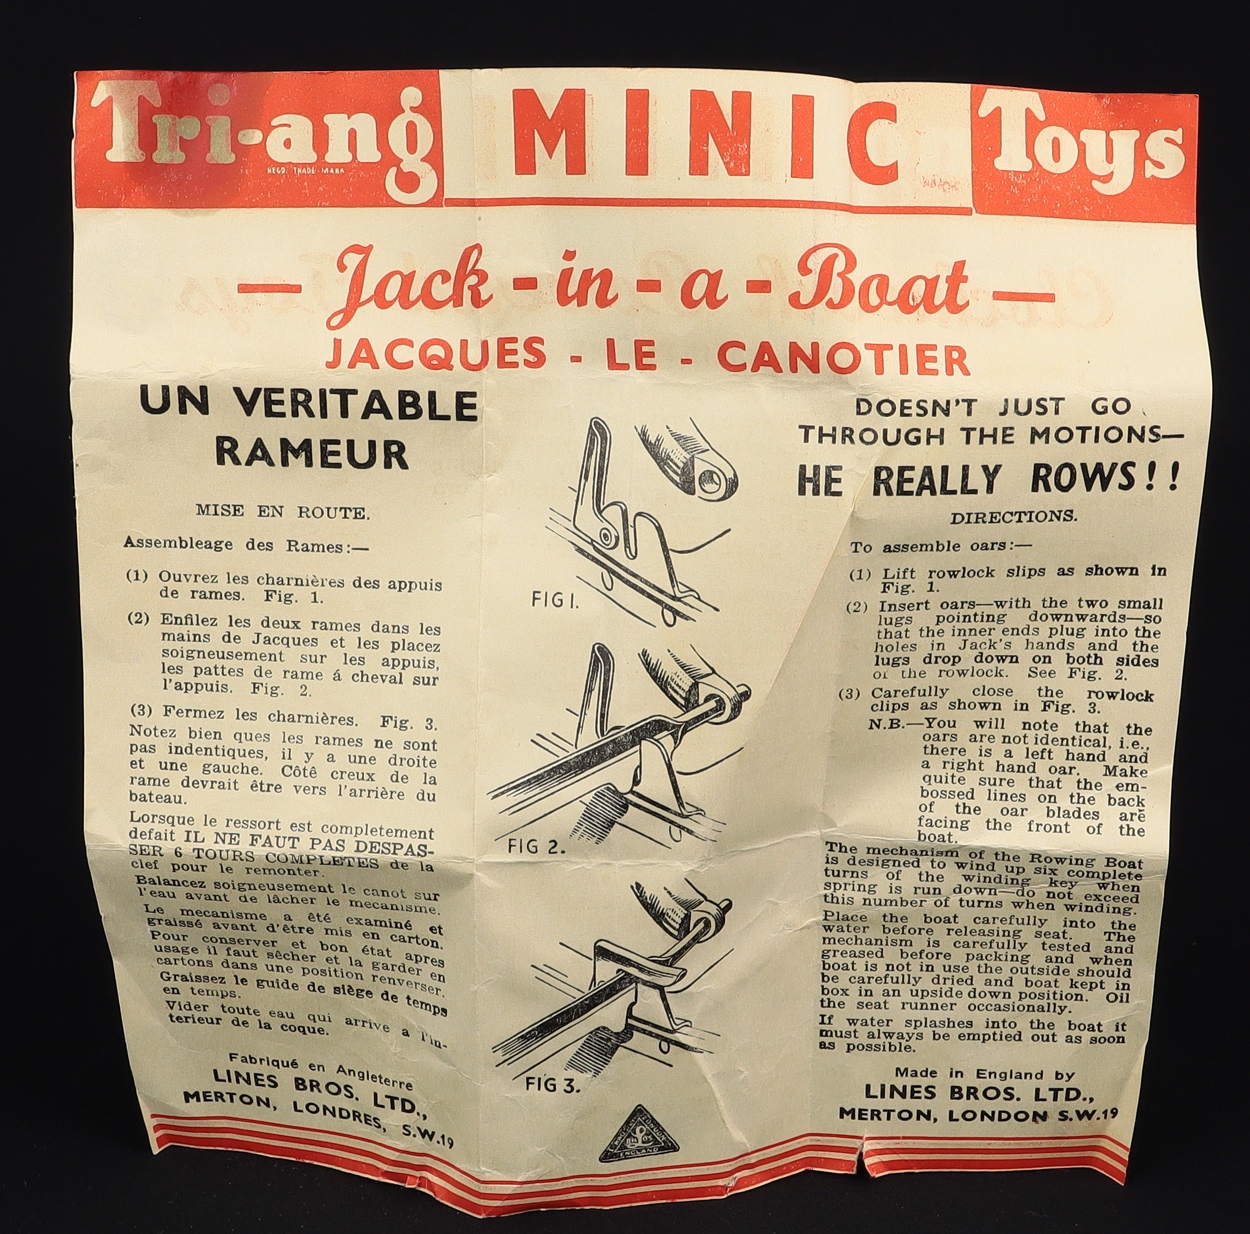 Tri-ang MINIC Toys
REGD. TRADE MARK
— Jack - in - a - Boat —
JACQUES - LE - CANOTIER
UN VERITABLE
RAMEUR
MISE EN ROUTE.
Assembleage des Rames:—
(1) Ouvrez les charnières des appuis
de rames. Fig. 1.
(2) Enfilez les deux rames dans les
mains de Jacques et les placez
soigneusement sur les appuis,
les pattes de rame á cheval sur
l'appuis. Fig. 2.
(3) Fermez les charnières. Fig. 3.
Notez bien ques les rames ne sont
pas indentiques, il y a une droite
et une gauche. Côté creux de la
rame devrait être vers l'arrière du
bateau.
Lorsque le ressort est completement
defait IL NE FAUT PAS DESPAS-
SER 6 TOURS COMPLETES de la
clef pour le remonter.
Balancez soigneusement le canot sur
l'eau avant de lâcher le mecanisme.
Le mecanisme a été examiné et
graissé avant d'être mis en carton.
Pour conserver et bon état apres
usage il faut sêcher et la garder en
cartons dans une position renverser.
Graissez le guide de siège de temps
en temps.
Vider toute eau qui arrive a l'in-
terieur de la coque.
Fabriqué en Angleterre
LINES BROS. LTD.,
MERTON, LONDRES, S.W.19
FIG 1.
FIG 2.
FIG 3.
ENGLAND
DOESN'T JUST GO
THROUGH THE MOTIONS—
HE REALLY ROWS!!
DIRECTIONS.
To assemble oars:—
(1) Lift rowlock slips as shown in
Fig. 1.
(2) Insert oars—with the two small
lugs pointing downwards—so
that the inner ends plug into the
holes in Jack's hands and the
lugs drop down on both sides
of the rowlock. See Fig. 2.
(3) Carefully close the rowlock
clips as shown in Fig. 3.
N.B.—You will note that the
oars are not identical, i.e.,
there is a left hand and
a right hand oar. Make
quite sure that the em-
bossed lines on the back
of the oar blades are
facing the front of the
boat.
The mechanism of the Rowing Boat
is designed to wind up six complete
turns of the winding key when
spring is run down—do not exceed
this number of turns when winding.
Place the boat carefully into the
water before releasing seat. The
mechanism is carefully tested and
greased before packing and when
boat is not in use the outside should
be carefully dried and boat kept in
box in an upside down position. Oil
the seat runner occasionally.
If water splashes into the boat it
must always be emptied out as soon
as possible.
Made in England by
LINES BROS. LTD.,
MERTON, LONDON S.W.19